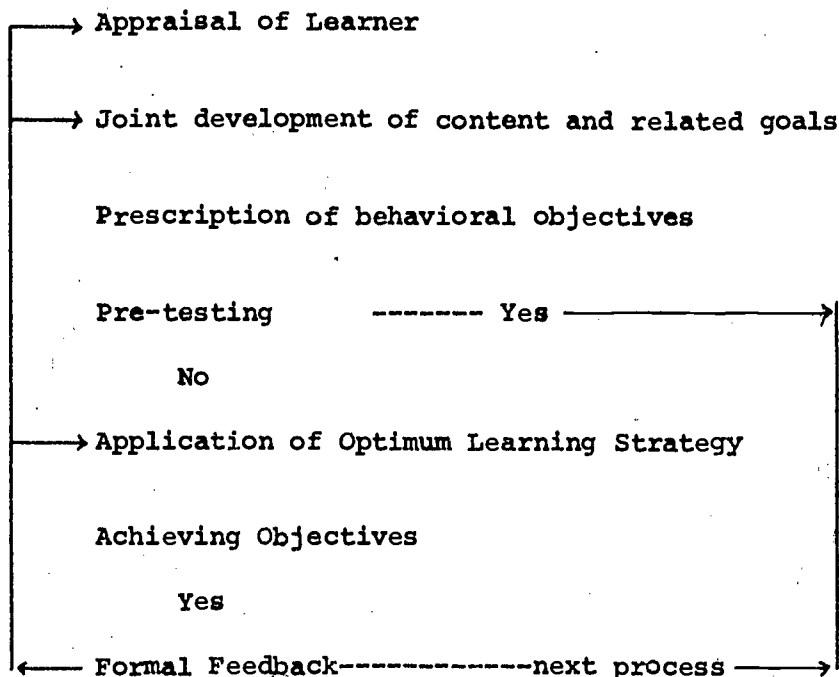 Appraisal of Learner
Joint development of content and related goals
Prescription of behavioral objectives
Pre-testing ------- Yes
No
Application of Optimum Learning Strategy
Achieving Objectives
Yes
Formal Feedback-------------next process